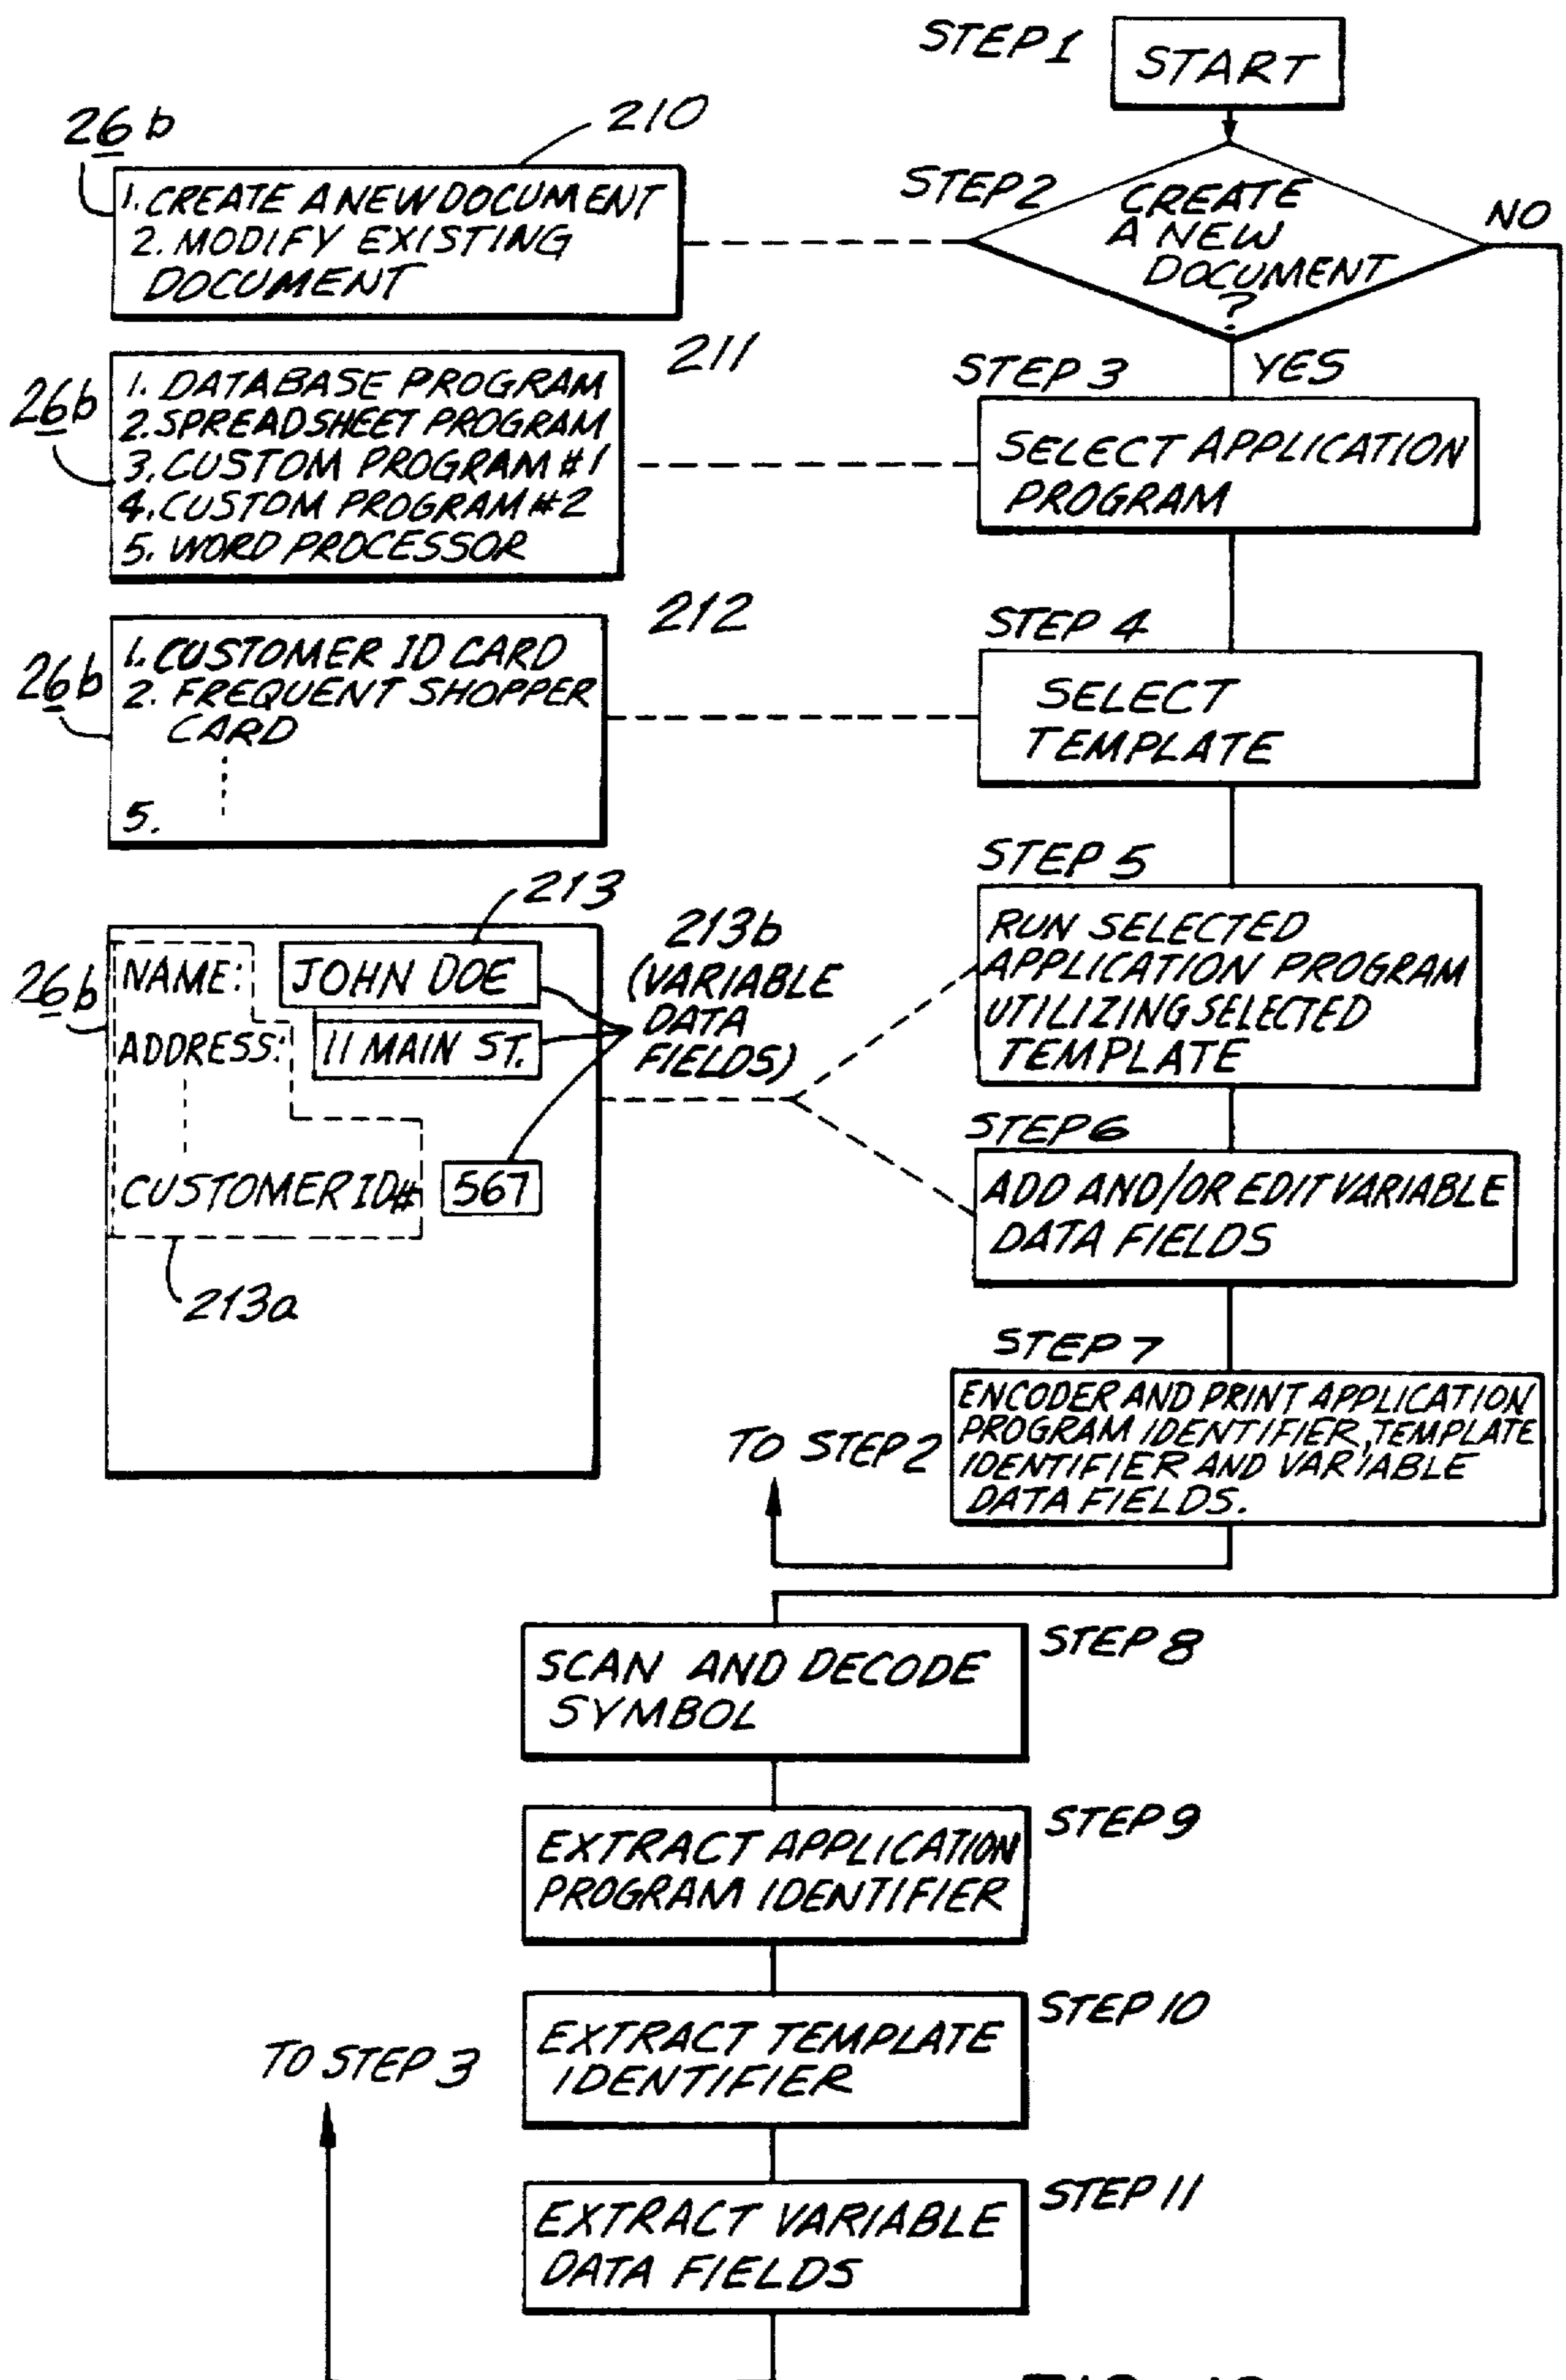 STEP 1
START
26b
210
1. CREATE A NEW DOCUMENT
2. MODIFY EXISTING
DOCUMENT
STEP 2
CREATE
A NEW
DOCUMENT
?
NO
YES
211
26b
1. DATABASE PROGRAM
2. SPREADSHEET PROGRAM
3. CUSTOM PROGRAM #1
4. CUSTOM PROGRAM #2
5. WORD PROCESSOR
STEP 3
SELECT APPLICATION
PROGRAM
212
26b
1. CUSTOMER ID CARD
2. FREQUENT SHOPPER
CARD
5.
STEP 4
SELECT
TEMPLATE
213
26b
NAME: JOHN DOE
ADDRESS: 11 MAIN ST.
CUSTOMER ID# 567
213a
213b
(VARIABLE
DATA
FIELDS)
STEP 5
RUN SELECTED
APPLICATION PROGRAM
UTILIZING SELECTED
TEMPLATE
STEP 6
ADD AND/OR EDIT VARIABLE
DATA FIELDS
STEP 7
ENCODER AND PRINT APPLICATION
PROGRAM IDENTIFIER, TEMPLATE
IDENTIFIER AND VARIABLE
DATA FIELDS.
TO STEP 2
STEP 8
SCAN AND DECODE
SYMBOL
STEP 9
EXTRACT APPLICATION
PROGRAM IDENTIFIER
STEP 10
EXTRACT TEMPLATE
IDENTIFIER
TO STEP 3
STEP 11
EXTRACT VARIABLE
DATA FIELDS